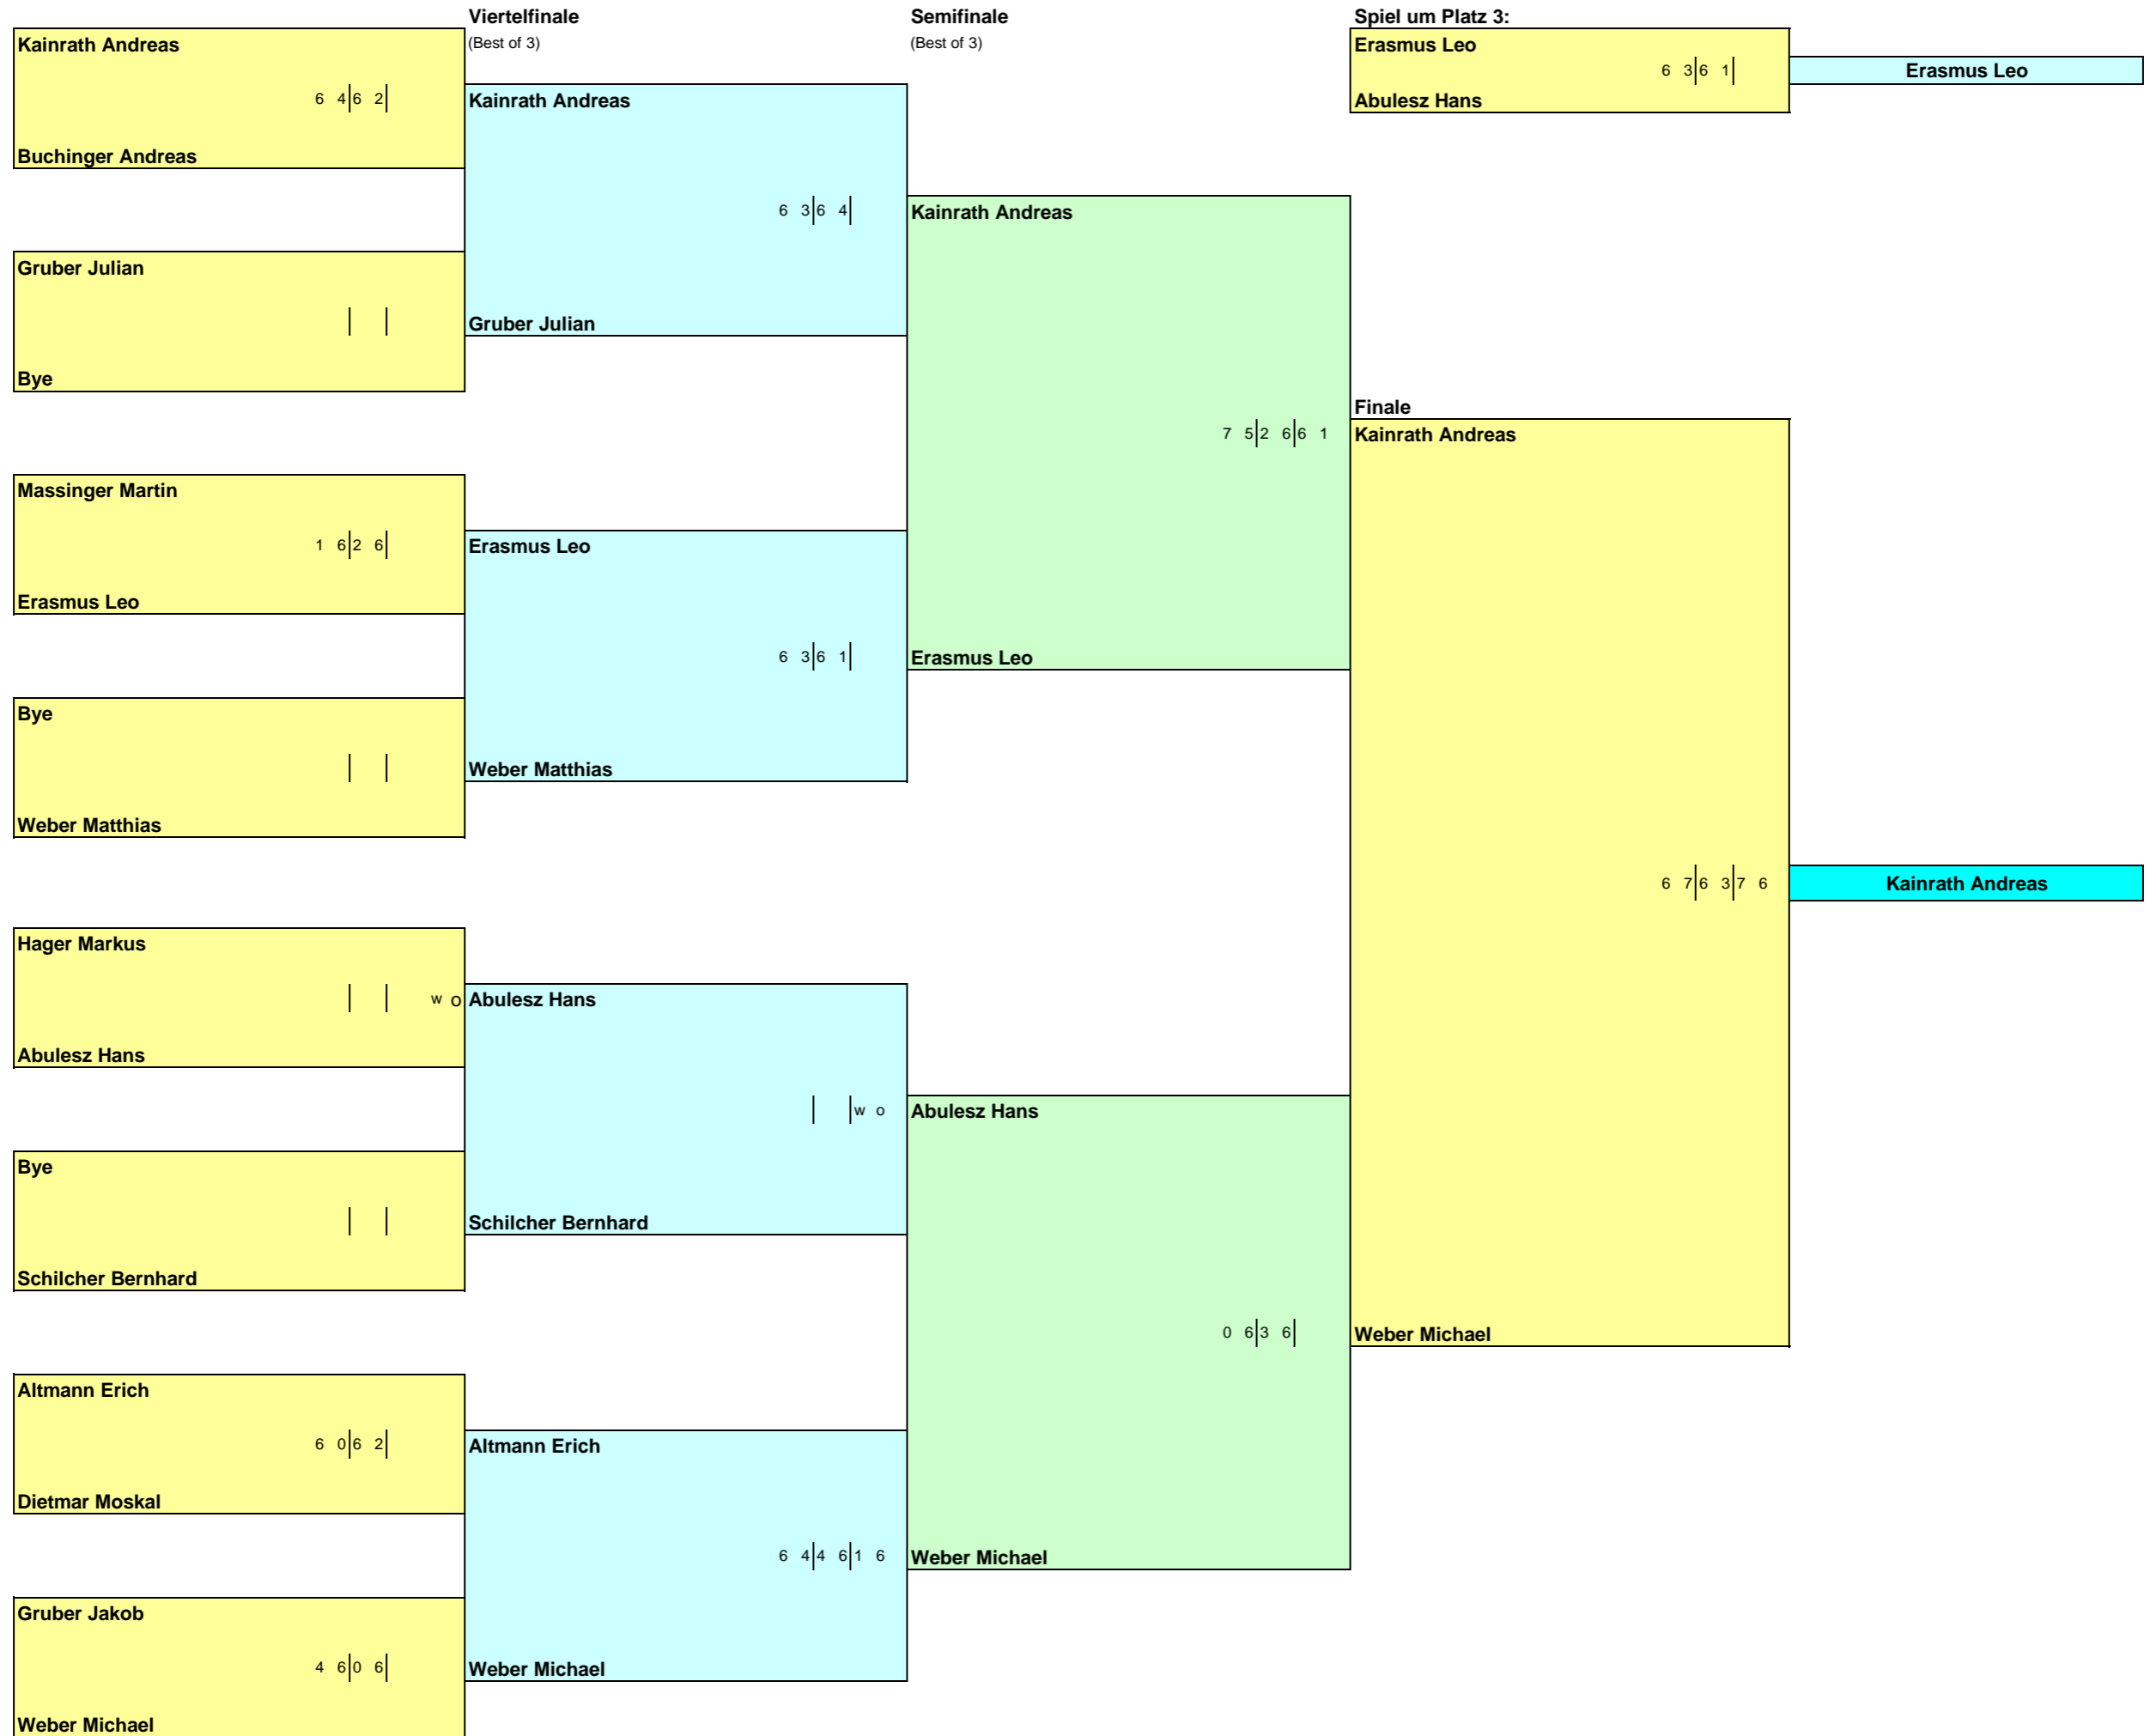 Viertelfinale
(Best of 3)
Semifinale
(Best of 3)
Spiel um Platz 3:
Kainrath Andreas
6 4|6 2|
Buchinger Andreas
Gruber Julian
| |
Bye
Massinger Martin
1 6|2 6|
Erasmus Leo
Bye
| |
Weber Matthias
Hager Markus
| | w o
Abulesz Hans
Bye
| |
Schilcher Bernhard
Altmann Erich
6 0|6 2|
Dietmar Moskal
Gruber Jakob
4 6|0 6|
Weber Michael
Kainrath Andreas
6 3|6 4|
Gruber Julian
Erasmus Leo
6 3|6 1|
Weber Matthias
Abulesz Hans
| |w o
Schilcher Bernhard
Altmann Erich
6 4|4 6|1 6
Weber Michael
Kainrath Andreas
7 5|2 6|6 1
Erasmus Leo
Abulesz Hans
0 6|3 6|
Weber Michael
Erasmus Leo
6 3|6 1|
Abulesz Hans
Erasmus Leo
Finale
Kainrath Andreas
6 7|6 3|7 6
Weber Michael
Kainrath Andreas